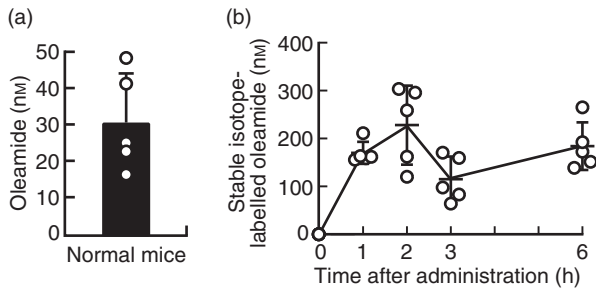 (a)
50
40
30
20
10
0
Oleamide (nM)
Normal mice
(b)
400
300
200
100
0
Stable isotope-
labelled oleamide (nM)
0 1 2 3 6
Time after administration (h)